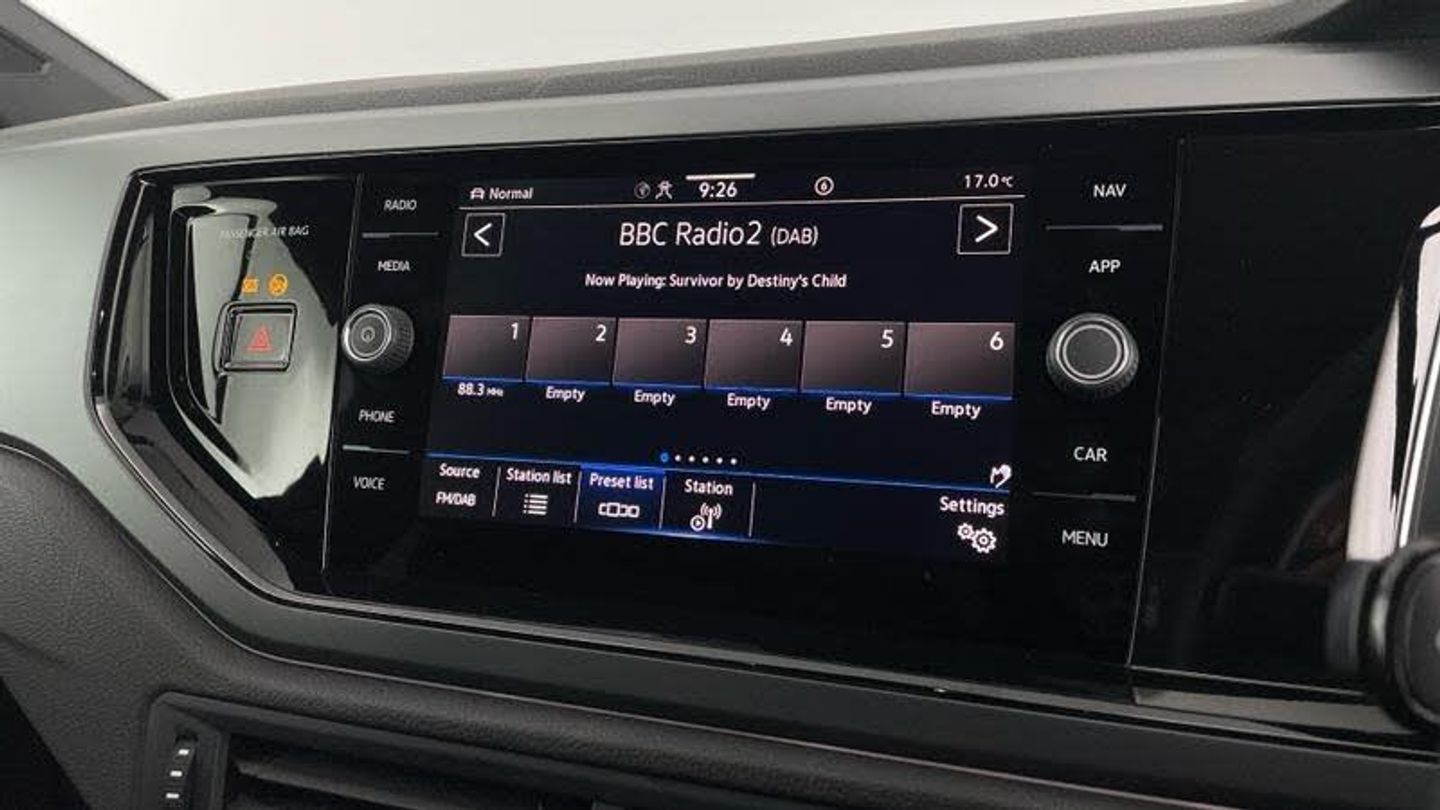 PASSENGER AIR BAG
RADIO
MEDIA
PHONE
VOICE
Normal
9:26
6
17.0°C
<
BBC Radio2 (DAB)
>
Now Playing: Survivor by Destiny's Child
1 2 3 4 5 6
88.3 MHz Empty Empty Empty Empty Empty
Source
FM/DAB
Station list
Preset list
Station
Settings
NAV
APP
CAR
MENU